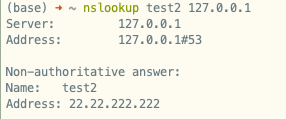 (base) → ~ nslookup test2 127.0.0.1
Server: 127.0.0.1
Address: 127.0.0.1#53

Non-authoritative answer:
Name: test2
Address: 22.22.222.222